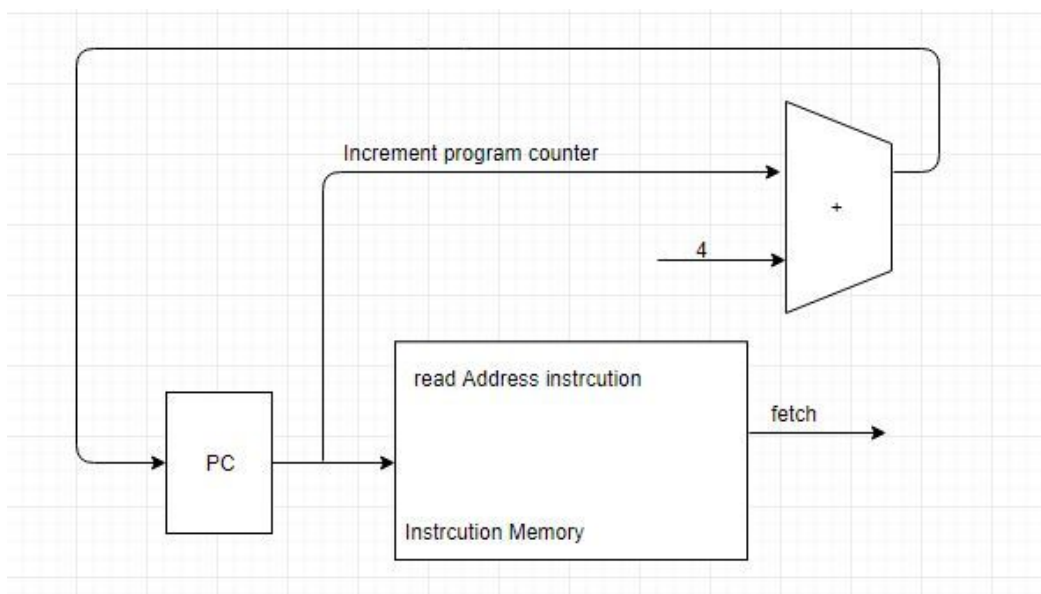 Increment program counter
+
4
read Address instrcution
fetch
PC
Instrcution Memory